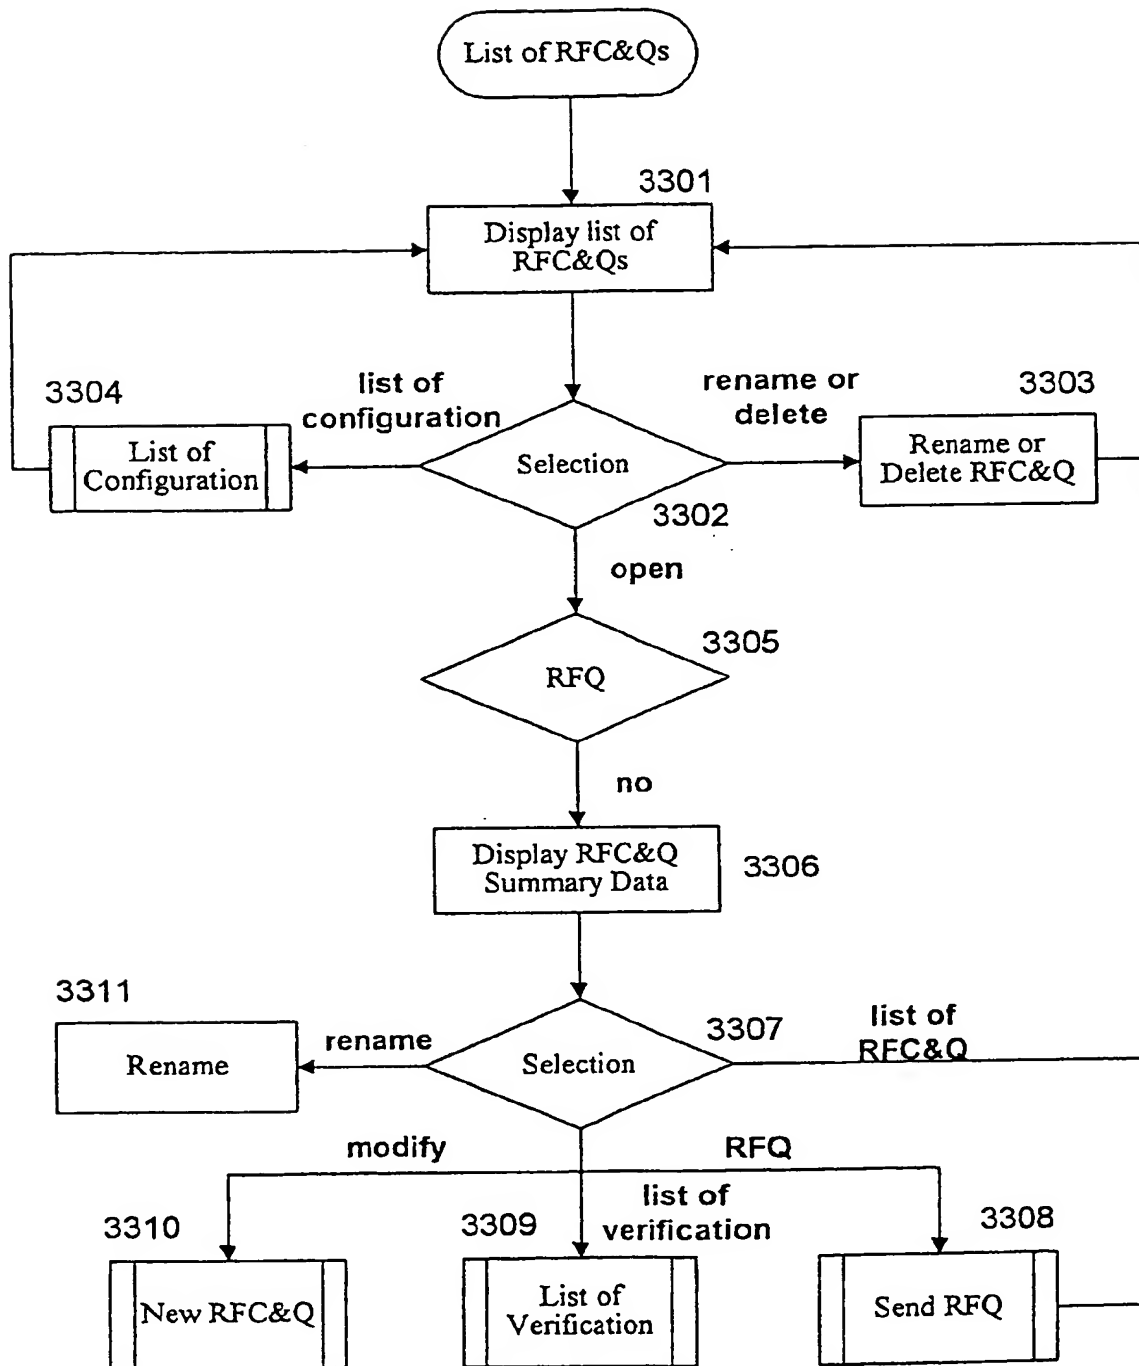 List of RFC&Qs
3301
Display list of
RFC&Qs
3304
list of
configuration
rename or
delete
3303
List of
Configuration
Selection
Rename or
Delete RFC&Q
3302
open
3305
RFQ
no
Display RFC&Q
Summary Data
3306
3311
rename
3307
list of
RFC&Q
Rename
Selection
modify
RFQ
list of
verification
3310
3309
3308
New RFC&Q
List of
Verification
Send RFQ